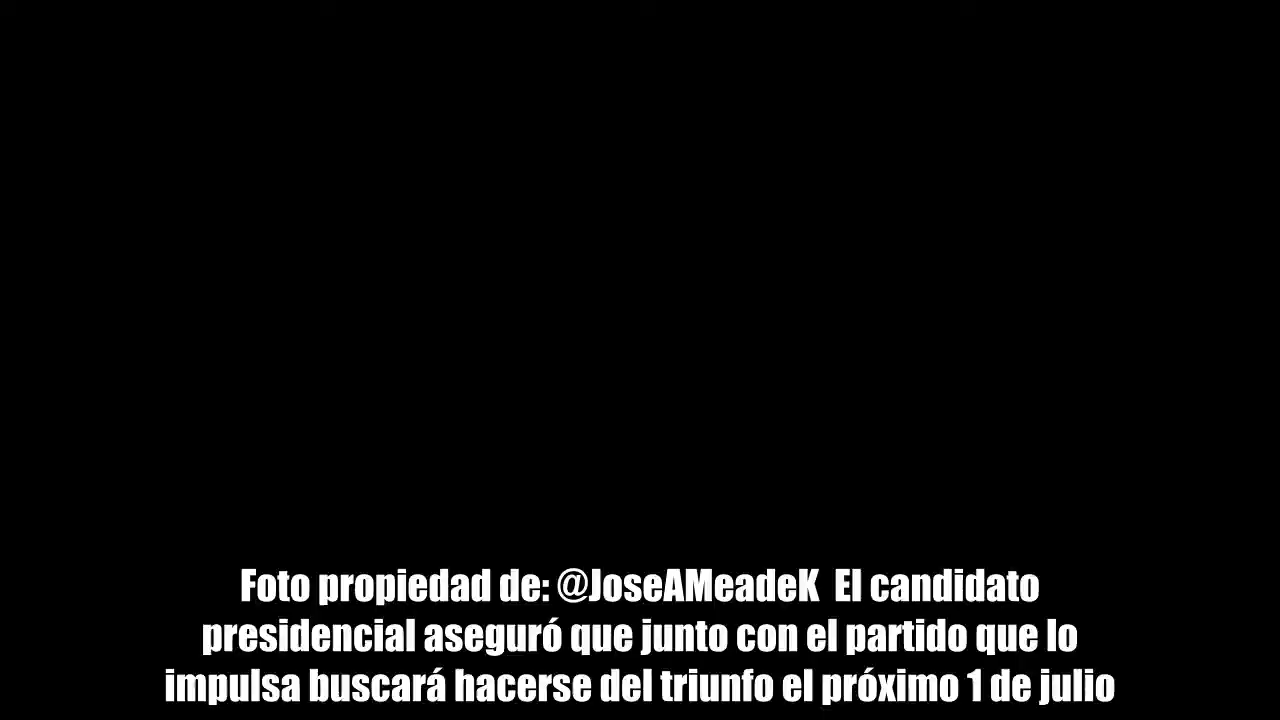 Foto propiedad de: @JoseAMeadeK  El candidato
presidencial aseguró que junto con el partido que lo
impulsa buscará hacerse del triunfo el próximo 1 de julio